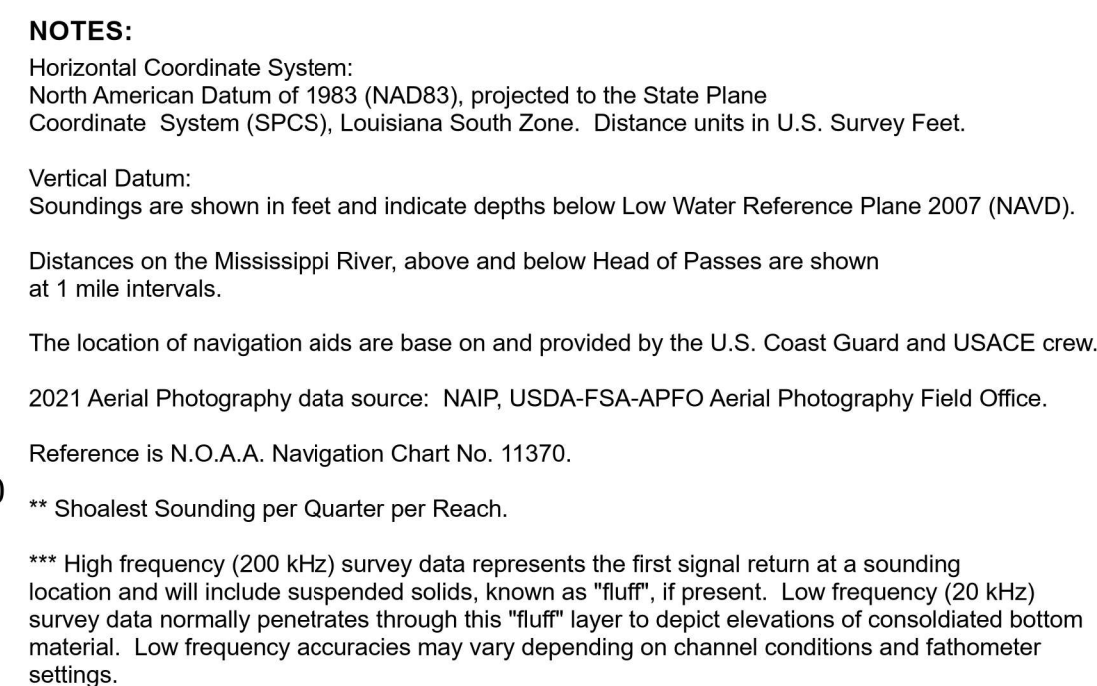 NOTES:
Horizontal Coordinate System:
North American Datum of 1983 (NAD83), projected to the State Plane
Coordinate  System (SPCS), Louisiana South Zone.  Distance units in U.S. Survey Feet.
Vertical Datum:
Soundings are shown in feet and indicate depths below Low Water Reference Plane 2007 (NAVD).
Distances on the Mississippi River, above and below Head of Passes are shown
at 1 mile intervals.
The location of navigation aids are base on and provided by the U.S. Coast Guard and USACE crew.
2021 Aerial Photography data source:  NAIP, USDA-FSA-APFO Aerial Photography Field Office.
Reference is N.O.A.A. Navigation Chart No. 11370.
** Shoalest Sounding per Quarter per Reach.
*** High frequency (200 kHz) survey data represents the first signal return at a sounding
location and will include suspended solids, known as "fluff", if present.  Low frequency (20 kHz)
survey data normally penetrates through this "fluff" layer to depict elevations of consoldiated bottom
material.  Low frequency accuracies may vary depending on channel conditions and fathometer
settings.